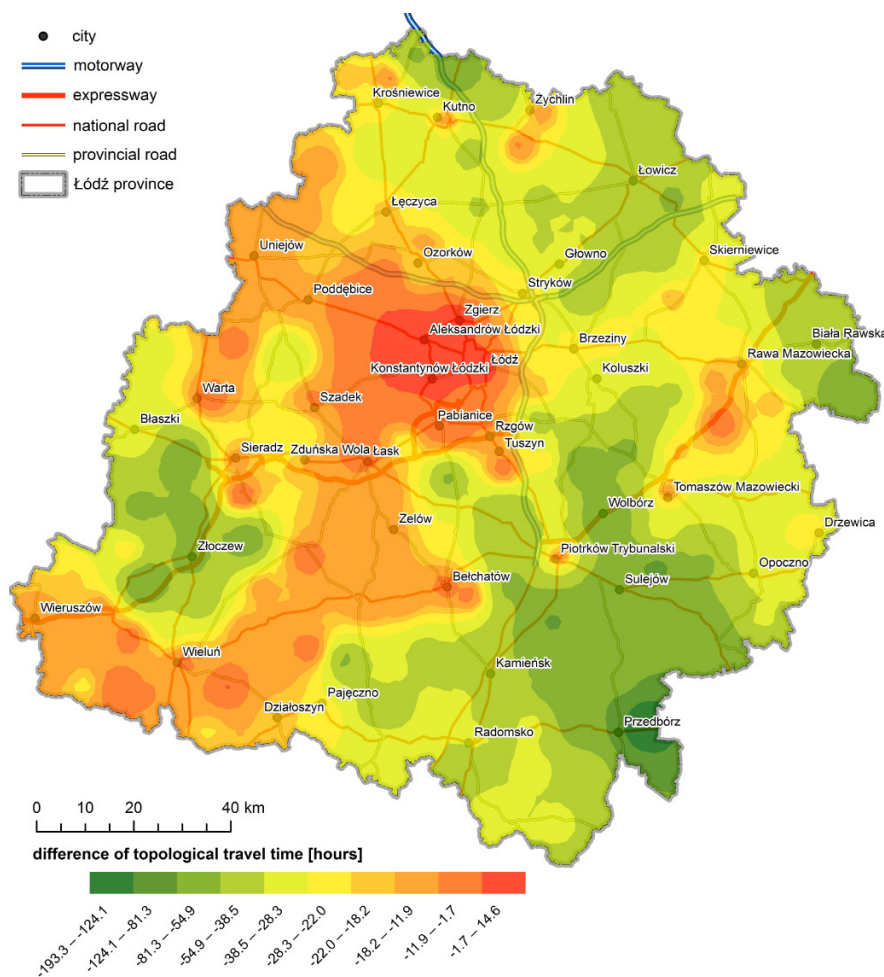 city
motorway
expressway
national road
provincial road
Łódź province
Krośniewice
Kutno
Żychlin
Łowicz
Łęczyca
Uniejów
Ozorków
Głowno
Skierniewice
Poddębice
Stryków
Zgierz
Aleksandrów Łódzki
Brzeziny
Biała Rawska
Łódź
Rawa Mazowiecka
Konstantynów Łódzki
Koluszki
Warta
Szadek
Błaszki
Pabianice
Rzgów
Tuszyn
Sieradz
Zduńska Wola
Łask
Tomaszów Mazowiecki
Wolbórz
Zelów
Drzewica
Złoczew
Piotrków Trybunalski
Opoczno
Bełchatów
Sulejów
Wieruszów
Wieluń
Kamieńsk
Pajęczno
Działoszyn
Przedbórz
Radomsko
0 10 20 40 km
difference of topological travel time [hours]
-193.3 – -124.1
-124.1 – -81.3
-81.3 – -54.9
-54.9 – -38.5
-38.5 – -28.3
-28.3 – -22.0
-22.0 – -18.2
-18.2 – -11.9
-11.9 – -1.7
-1.7 – 14.6